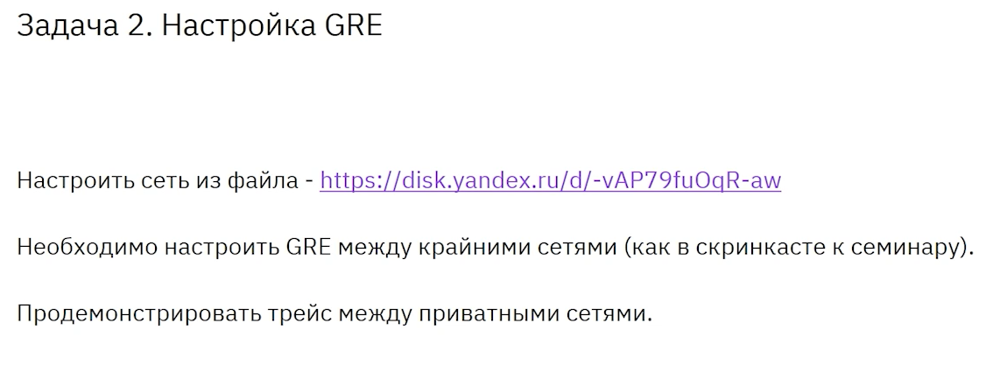 Задача 2. Настройка GRE
Настроить сеть из файла - https://disk.yandex.ru/d/-vAP79fuOqR-aw
Необходимо настроить GRE между крайними сетями (как в скринкасте к семинару).
Продемонстрировать трейс между приватными сетями.